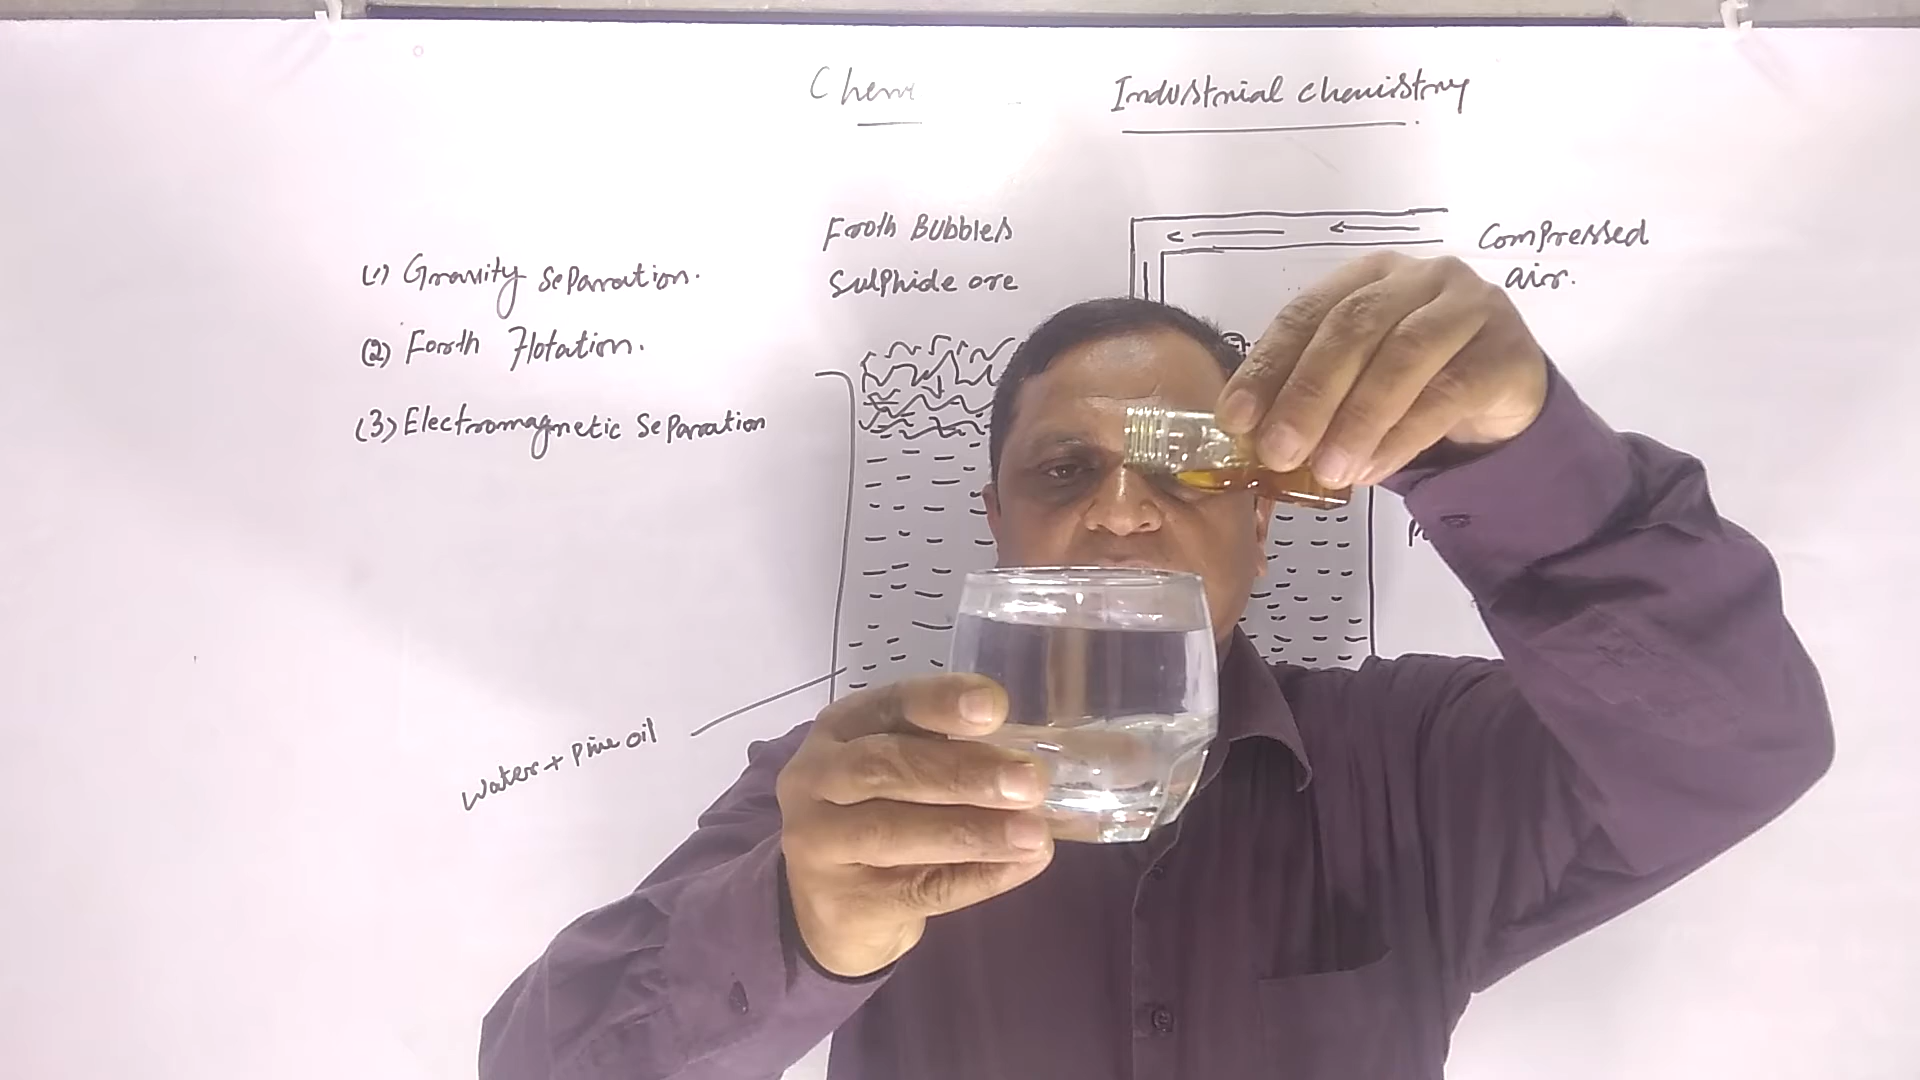 Chem
Industrial chemistry
(1) Gravity Separation.
(2) Forth Flotation.
(3) Electromagnetic Separation
Froth Bubbles
Sulphide ore
Compressed
air.
Water + Pine oil